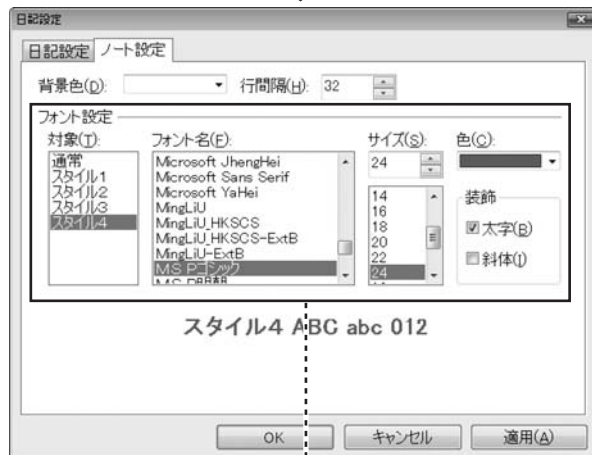 日記設定
日記設定 ノート設定
背景色(D): 行間隔(H): 32
フォント設定
対象(T): フォント名(F): サイズ(S): 色(C):
通常
スタイル1
スタイル2
スタイル3
スタイル4
Microsoft JhengHei
Microsoft Sans Serif
Microsoft YaHei
MingLiU
MingLiU_HKSCS
MingLiU_HKSCS-ExtB
MingLiU-ExtB
MS Pゴシック
MS P明朝
24
14
16
18
20
22
24
装飾
太字(B)
斜体(I)
スタイル4 ABC abc 012
OK キャンセル 適用(A)